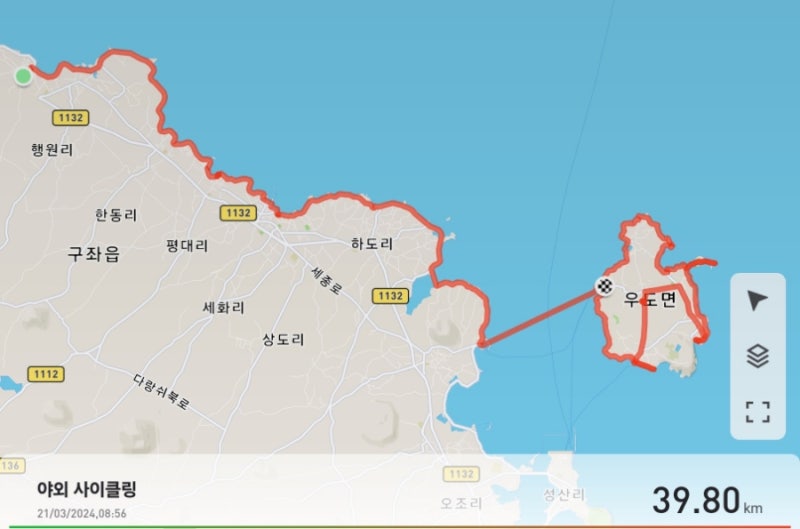 1132
행원리
한동리
1132
구좌읍
평대리
하도리
세종로
1132
우도면
세화리
상도리
1112
다랑쉬북로
136
1132
야외 사이클링
오조리
성산리
39.80 km
21/03/2024,08:56